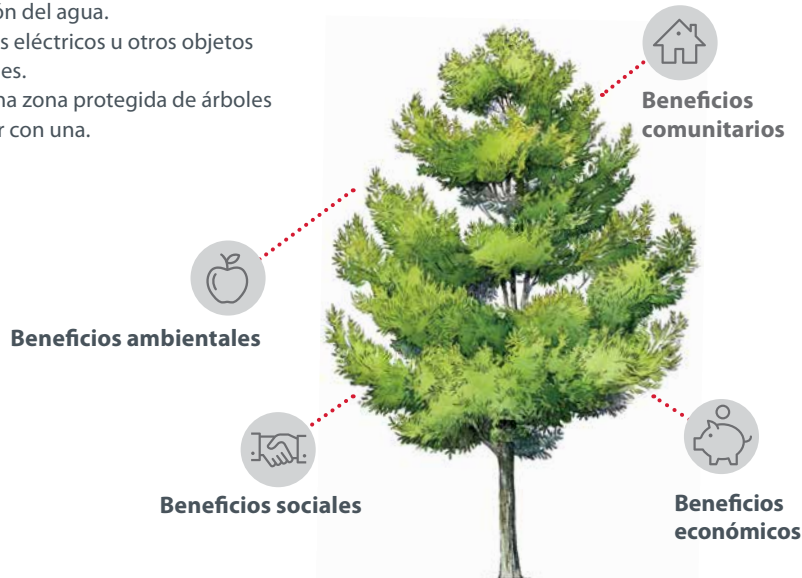 ón del agua.
s eléctricos u otros objetos
es.
na zona protegida de árboles
r con una.
Beneficios
comunitarios
Beneficios ambientales
Beneficios sociales
Beneficios
económicos